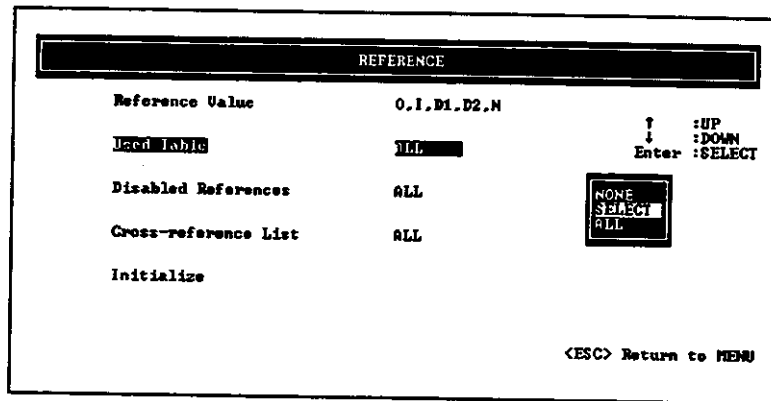 REFERENCE
Reference Value O,I,D1,D2,N
↑ :UP
↓ :DOWN
Used Table ALL
Enter :SELECT
Disabled References ALL
NONE
SELECT
ALL
Cross-reference List ALL
Initialize
<ESC> Return to MENU